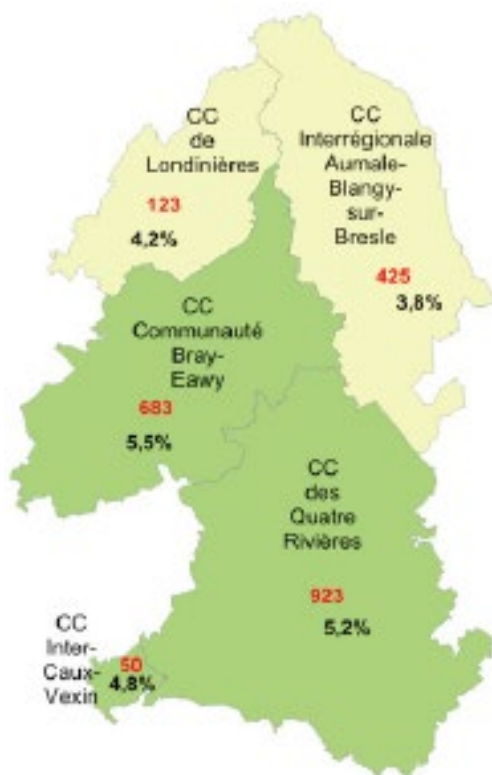 CC
de
Londinières
123
4,2%
CC
Interrégionale
Aumale-
Blangy-
sur-
Bresle
425
3,8%
CC
Communauté
Bray-
Eawy
683
5,5%
CC
des
Quatre
Rivières
923
5,2%
CC
Inter-
Caux-
Vexin
50
4,8%